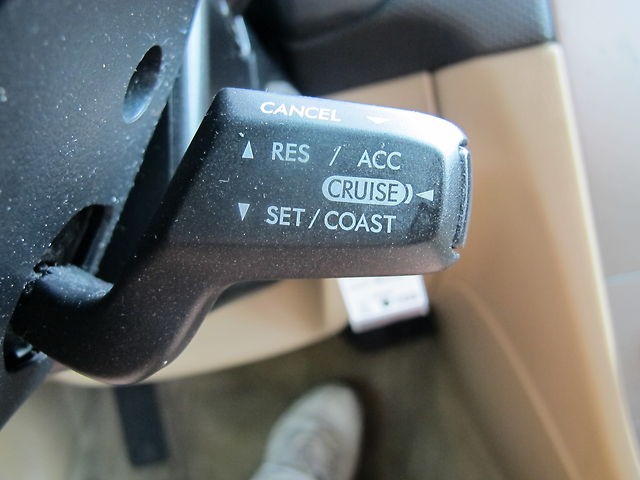 CANCEL
RES / ACC
CRUISE
SET / COAST